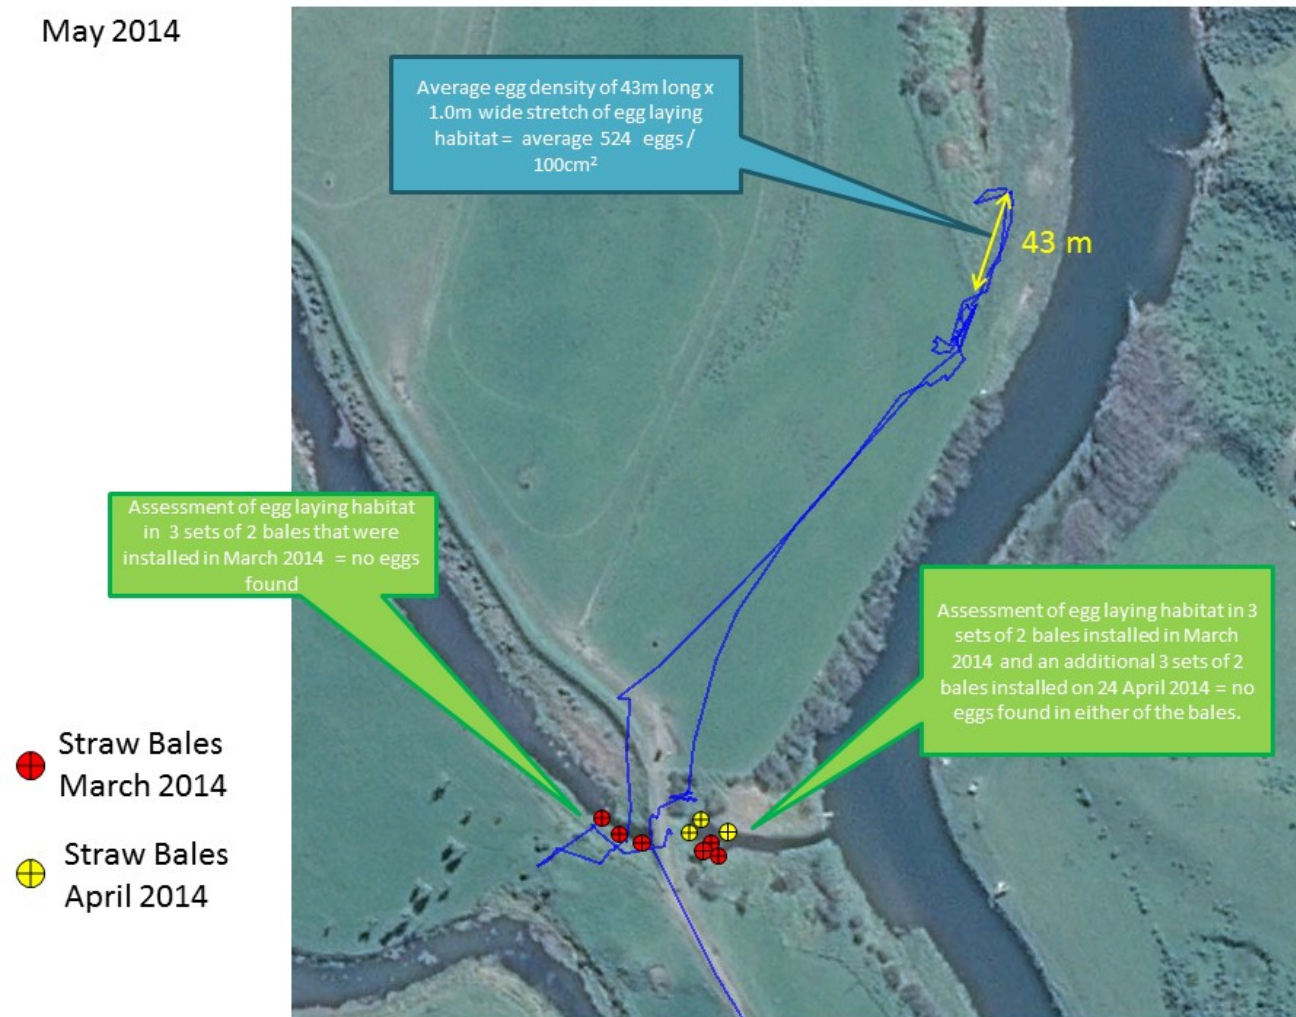 May 2014
Average egg density of 43m long x
1.0m wide stretch of egg laying
habitat = average 524 eggs /
100cm²
43 m
Assessment of egg laying habitat
in 3 sets of 2 bales that were
installed in March 2014 = no eggs
found
Assessment of egg laying habitat in 3
sets of 2 bales installed in March
2014 and an additional 3 sets of 2
bales installed on 24 April 2014 = no
eggs found in either of the bales.
Straw Bales
March 2014
Straw Bales
April 2014